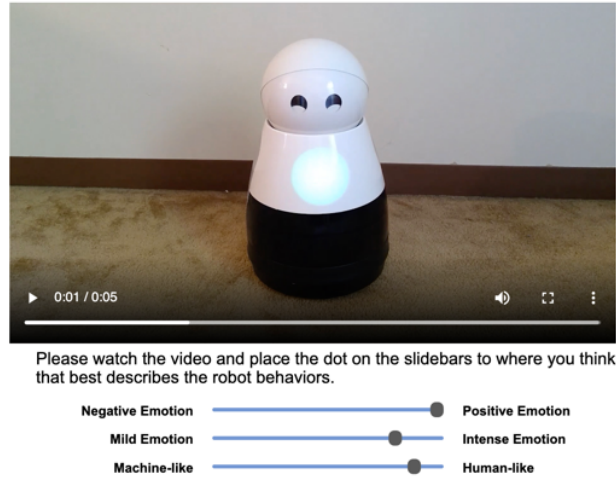 0:01 / 0:05
Please watch the video and place the dot on the slidebars to where you think
that best describes the robot behaviors.
Negative Emotion Positive Emotion
Mild Emotion Intense Emotion
Machine-like Human-like